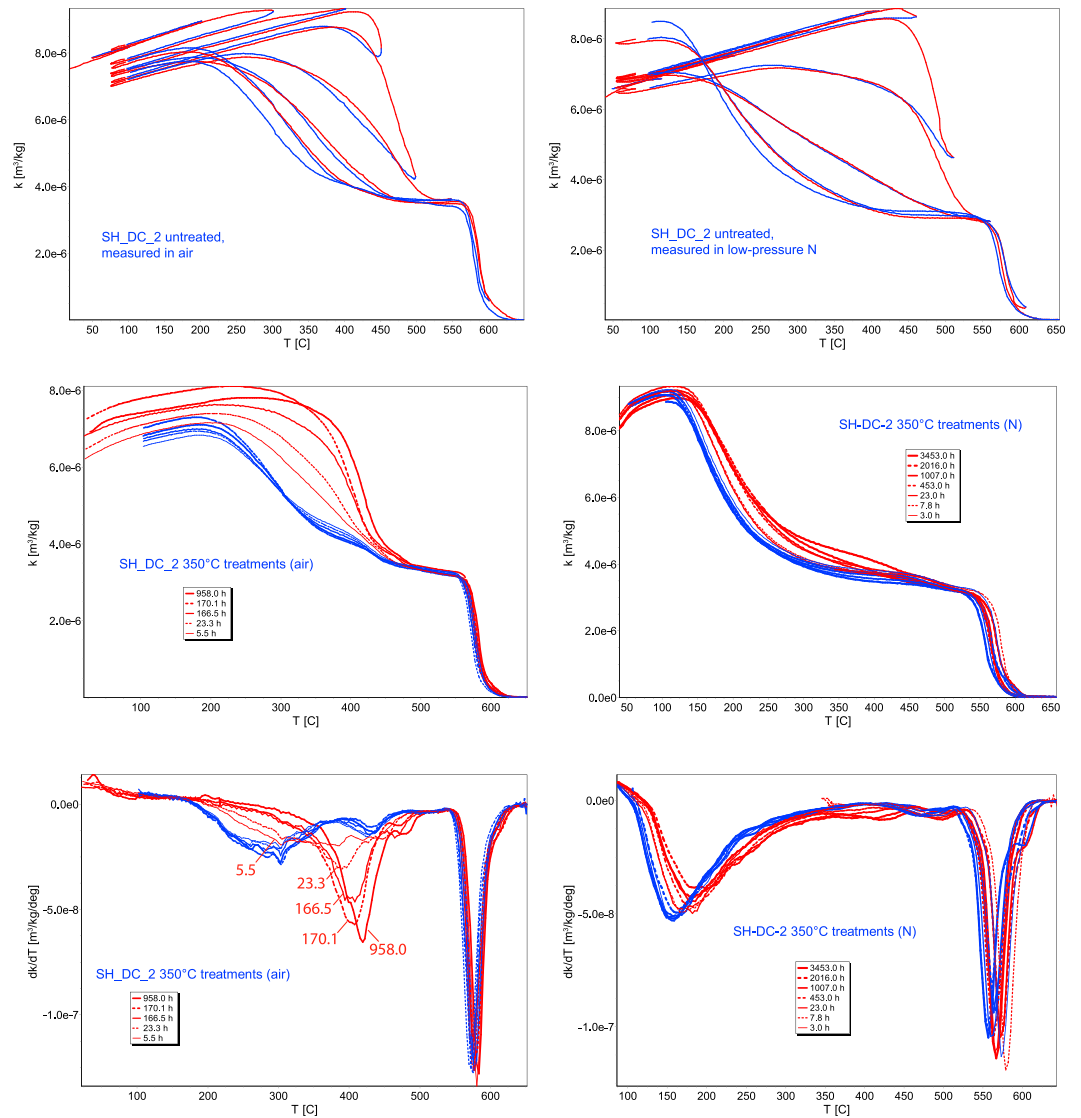 8.0e-6
6.0e-6
4.0e-6
2.0e-6
k [m³/kg]
SH_DC_2 untreated,
measured in air
50 100 150 200 250 300 350 400 450 500 550 600
T [C]
8.0e-6
6.0e-6
4.0e-6
2.0e-6
k [m³/kg]
SH_DC_2 untreated,
measured in low-pressure N
50 100 150 200 250 300 350 400 450 500 550 600 650
T [C]
8.0e-6
6.0e-6
4.0e-6
2.0e-6
k [m³/kg]
SH_DC_2 350°C treatments (air)
958.0 h
170.1 h
166.5 h
23.3 h
5.5 h
100 200 300 400 500 600
T [C]
8.0e-6
6.0e-6
4.0e-6
2.0e-6
0.0e0
k [m³/kg]
SH-DC-2 350°C treatments (N)
3453.0 h
2016.0 h
1007.0 h
453.0 h
23.0 h
7.8 h
3.0 h
50 100 150 200 250 300 350 400 450 500 550 600 650
T [C]
0.0e0
-5.0e-8
-1.0e-7
dk/dT [m³/kg/deg]
5.5
23.3
166.5
170.1
958.0
SH_DC_2 350°C treatments (air)
958.0 h
170.1 h
166.5 h
23.3 h
5.5 h
100 200 300 400 500 600
T [C]
0.0e0
-5.0e-8
-1.0e-7
dk/dT [m³/kg/deg]
SH-DC-2 350°C treatments (N)
3453.0 h
2016.0 h
1007.0 h
453.0 h
23.0 h
7.8 h
3.0 h
100 200 300 400 500 600
T [C]